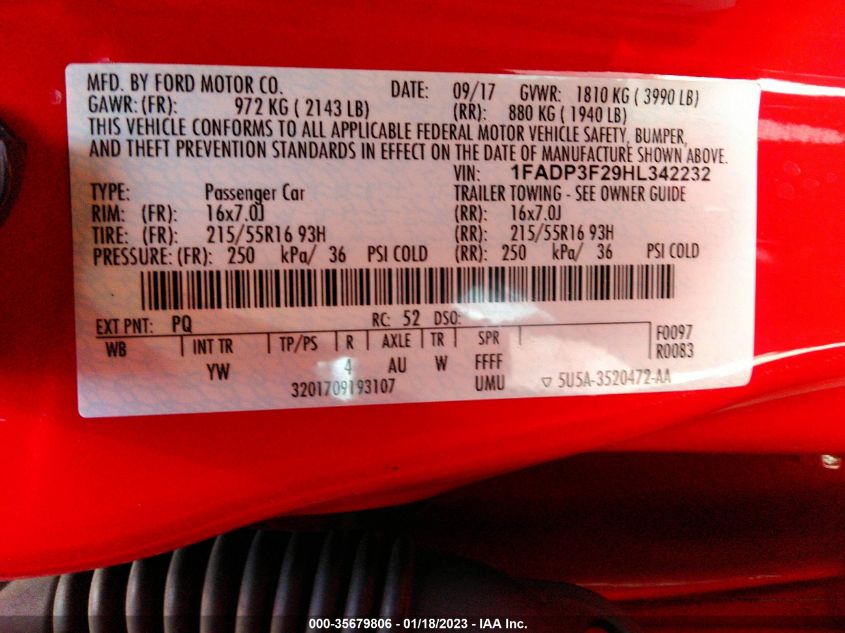 MFD. BY FORD MOTOR CO. DATE: 09/17 GVWR: 1810 KG ( 3990 LB)
GAWR: (FR): 972 KG ( 2143 LB) (RR): 880 KG ( 1940 LB)
THIS VEHICLE CONFORMS TO ALL APPLICABLE FEDERAL MOTOR VEHICLE SAFETY, BUMPER,
AND THEFT PREVENTION STANDARDS IN EFFECT ON THE DATE OF MANUFACTURE SHOWN ABOVE.
VIN: 1FADP3F29HL342232
TYPE: Passenger Car TRAILER TOWING - SEE OWNER GUIDE
RIM: (FR): 16x7.0J (RR): 16x7.0J
TIRE: (FR): 215/55R16 93H (RR): 215/55R16 93H
PRESSURE: (FR): 250 kPa/ 36 PSI COLD (RR): 250 kPa/ 36 PSI COLD
EXT PNT: PQ RC: 52 DSO:
WB INT TR TP/PS R AXLE TR SPR F0097
R0083
YW 4 AU W FFFF
3201709193107 UMU ▽ 5U5A-3520472-AA
000-35679806 - 01/18/2023 - IAA Inc.